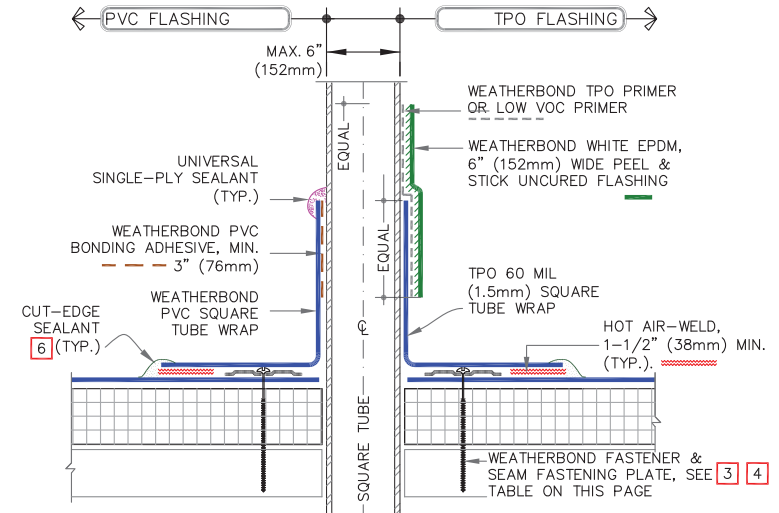 PVC FLASHING
TPO FLASHING
MAX. 6"
(152mm)
WEATHERBOND TPO PRIMER
OR LOW VOC PRIMER
EQUAL
WEATHERBOND WHITE EPDM,
6" (152mm) WIDE PEEL &
STICK UNCURED FLASHING
UNIVERSAL
SINGLE-PLY SEALANT
(TYP.)
WEATHERBOND PVC
BONDING ADHESIVE, MIN.
3" (76mm)
EQUAL
TPO 60 MIL
(1.5mm) SQUARE
TUBE WRAP
WEATHERBOND
PVC SQUARE
TUBE WRAP
CUT-EDGE
SEALANT
6 (TYP.)
HOT AIR-WELD,
1-1/2" (38mm) MIN.
(TYP.).
℄
SQUARE TUBE
WEATHERBOND FASTENER &
SEAM FASTENING PLATE, SEE 3 4
TABLE ON THIS PAGE